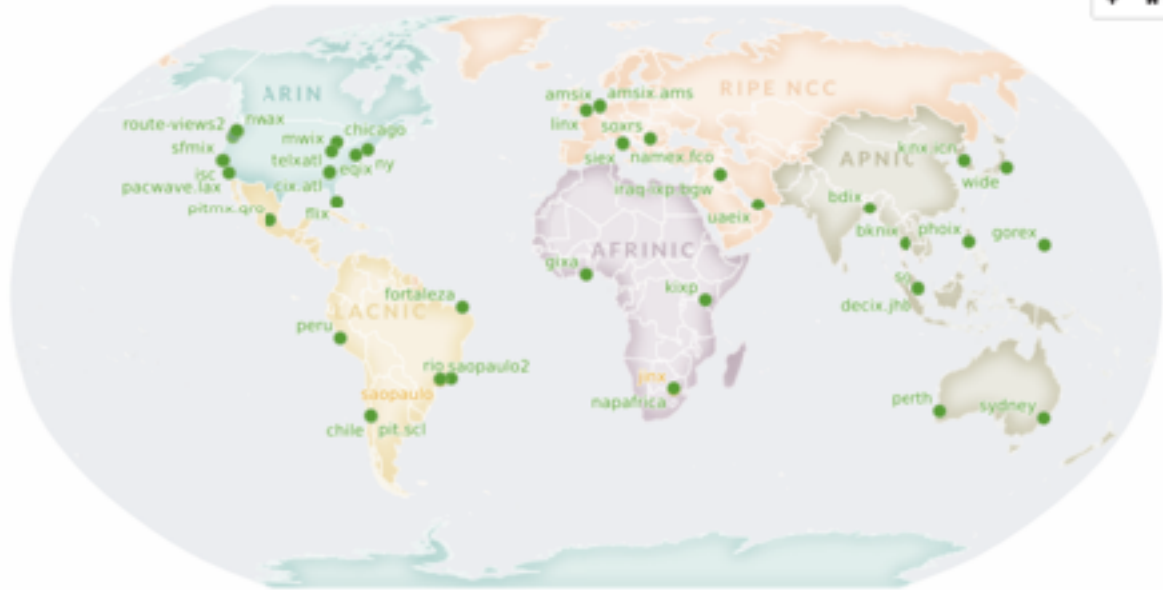 ARIN
RIPE NCC
amsix
amsix.ams
route-views2
nwax
linx
soxrs
mwix
chicago
sfmix
telxatl
eqix
ny
siex
namex.fco
APNIC
kinx.icn
isc
wide
pacwave.lax
cix.atl
iraq-ixp.bgw
pitmx.qro
flix
uaeix
bdix
bknix
phoix
gorex
AFRINIC
gixa
kixp
sg
fortaleza
decix.jhb
LACNIC
peru
rio
saopaulo2
jinx
saopaulo
napafrica
perth
sydney
chile
pit.scl